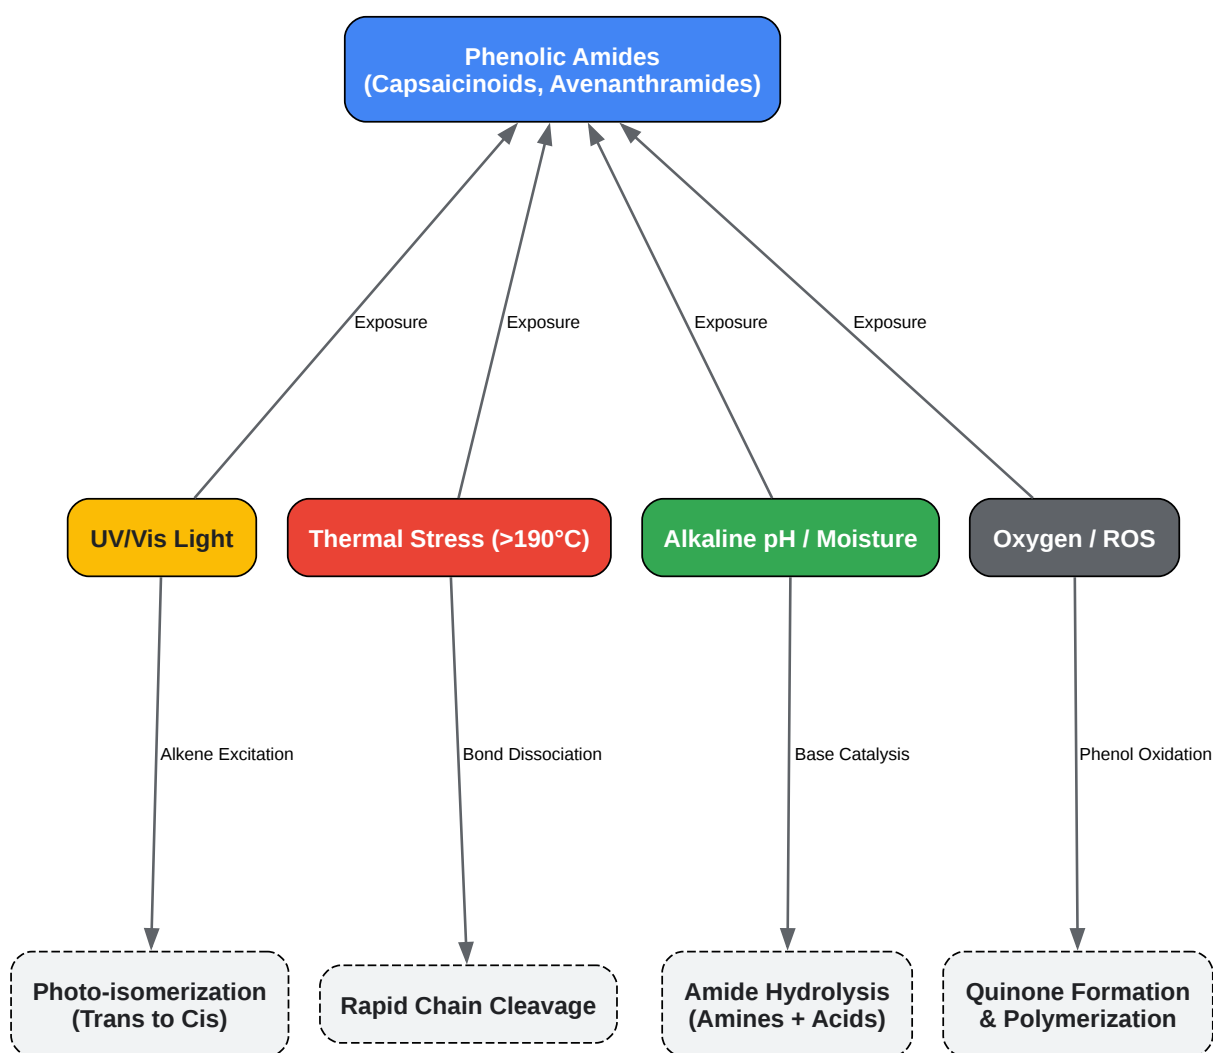 Phenolic Amides
(Capsaicinoids, Avenanthramides)
Exposure
Exposure
Exposure
Exposure
UV/Vis Light
Thermal Stress (>190°C)
Alkaline pH / Moisture
Oxygen / ROS
Alkene Excitation
Bond Dissociation
Base Catalysis
Phenol Oxidation
Photo-isomerization
(Trans to Cis)
Rapid Chain Cleavage
Amide Hydrolysis
(Amines + Acids)
Quinone Formation
& Polymerization